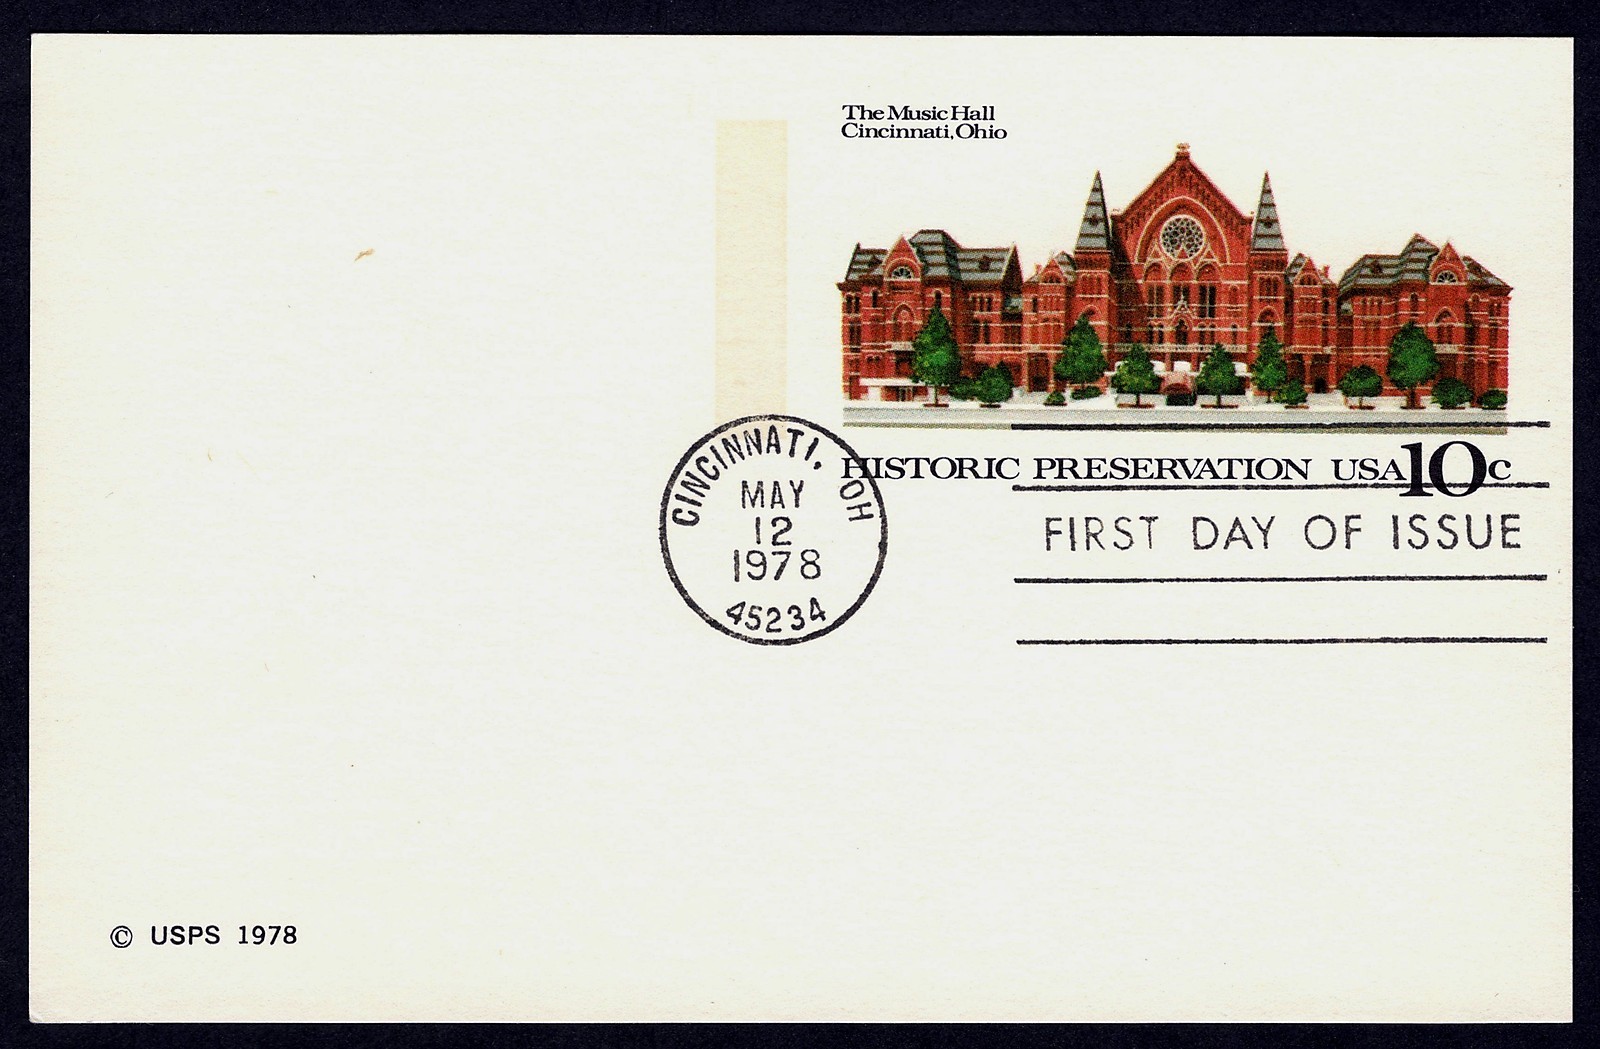 The Music Hall
Cincinnati, Ohio
HISTORIC PRESERVATION USA 10c
CINCINNATI, OH
MAY
12
1978
45234
FIRST DAY OF ISSUE
© USPS 1978